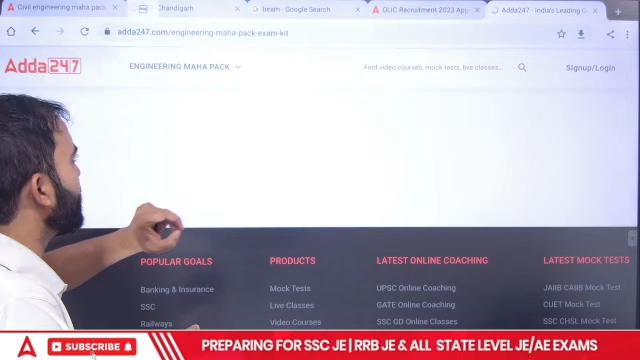 Civil engineering maha pack
Chandigarh
beam - Google Search
DLIC Recruitment 2023 App
Adda247 - India's Leading
adda247.com/engineering-maha-pack-exam-kit
Adda247
ENGINEERING MAHA PACK
Find video courses, mock tests, live classes..
Signup/Login
POPULAR GOALS
PRODUCTS
LATEST ONLINE COACHING
LATEST MOCK TESTS
Banking & Insurance
Mock Tests
UPSC Online Coaching
JAIIB CAIIB Mock Test
SSC
Live Classes
GATE Online Coaching
CUET Mock Test
Railways
Video Courses
SSC GD Online Classes
SSC CHSL Mock Test
SUBSCRIBE
PREPARING FOR SSC JE | RRB JE & ALL STATE LEVEL JE/AE EXAMS